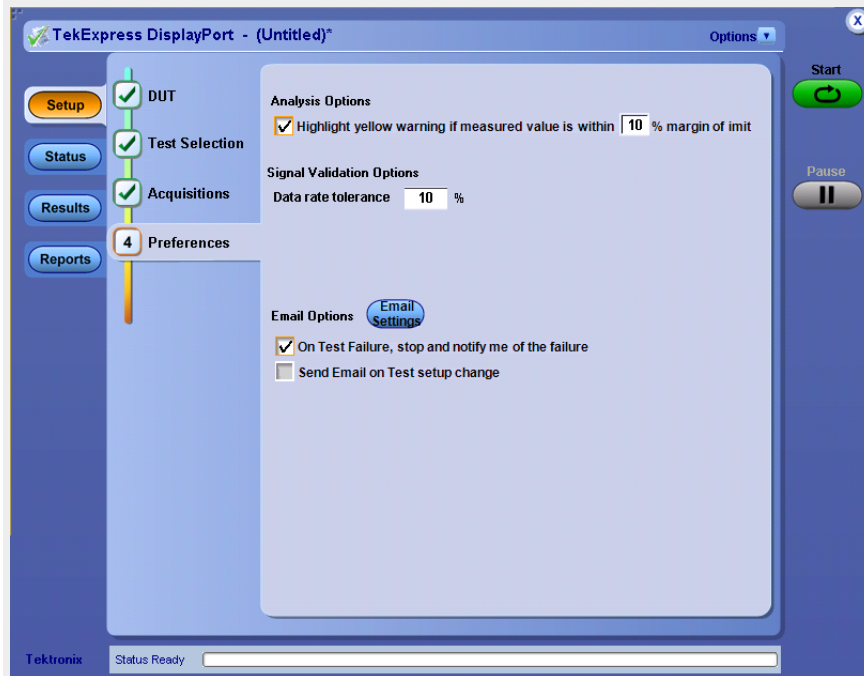 TekExpress DisplayPort - (Untitled)*
Options
X
Start
Setup
DUT
Analysis Options
Highlight yellow warning if measured value is within 10 % margin of imit
Status
Test Selection
Signal Validation Options
Pause
Results
Acquisitions
Data rate tolerance 10 %
Reports
4 Preferences
Email Options
Email
Settings
On Test Failure, stop and notify me of the failure
Send Email on Test setup change
Tektronix
Status Ready